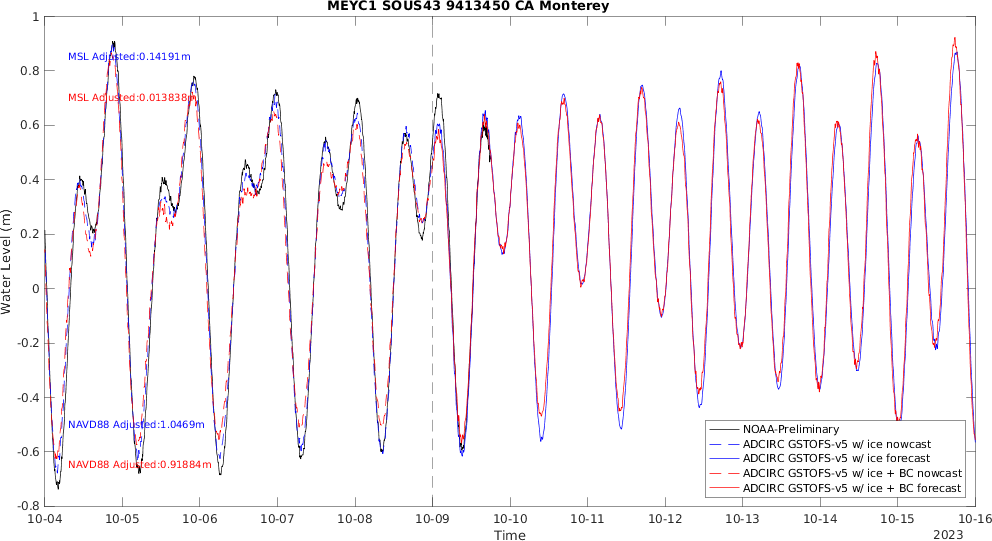 MEYC1 SOUS43 9413450 CA Monterey
1
0.8
0.6
0.4
0.2
0
-0.2
-0.4
-0.6
-0.8
Water Level (m)
MSL Adjusted:0.14191m
MSL Adjusted:0.013838m
NAVD88 Adjusted:1.0469m
NAVD88 Adjusted:0.91884m
NOAA-Preliminary
ADCIRC GSTOFS-v5 w/ ice nowcast
ADCIRC GSTOFS-v5 w/ ice forecast
ADCIRC GSTOFS-v5 w/ ice + BC nowcast
ADCIRC GSTOFS-v5 w/ ice + BC forecast
10-04 10-05 10-06 10-07 10-08 10-09 10-10 10-11 10-12 10-13 10-14 10-15 10-16
Time
2023